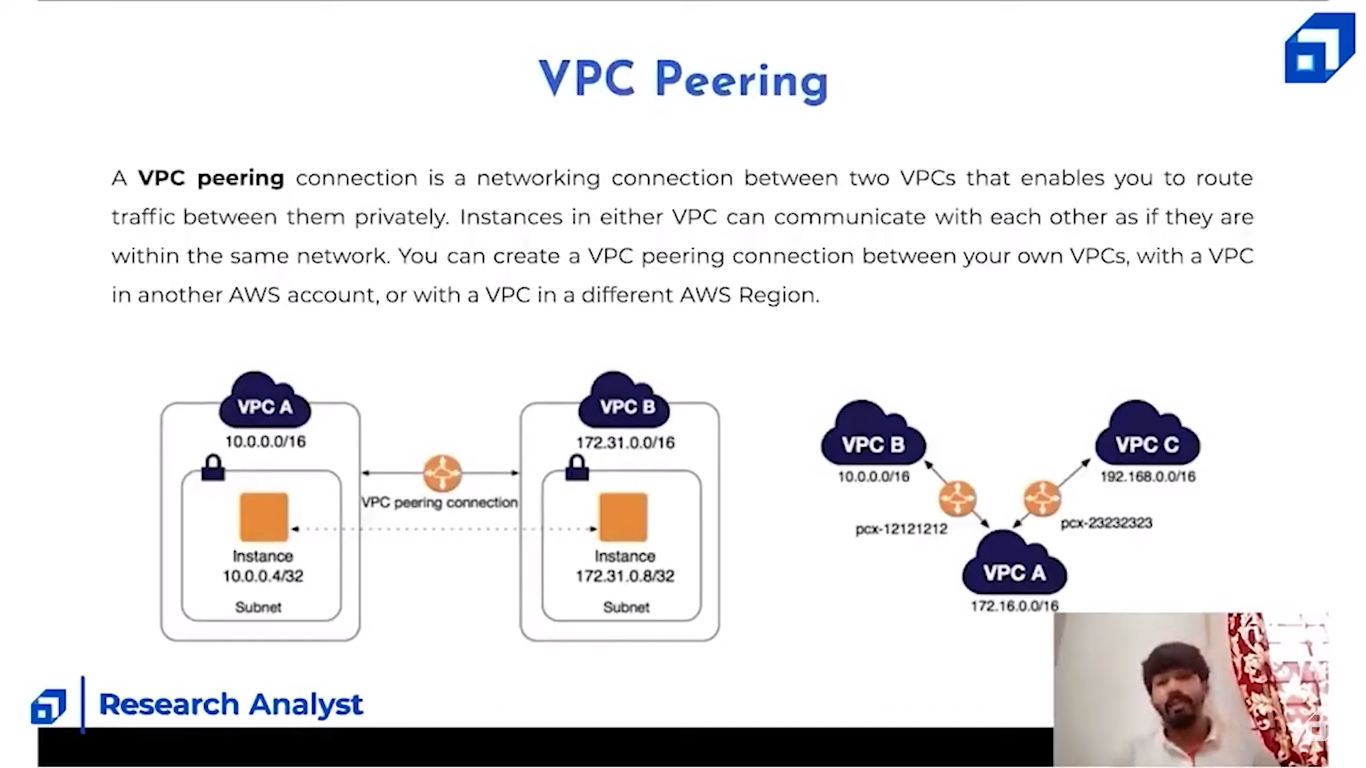 VPC Peering
A VPC peering connection is a networking connection between two VPCs that enables you to route
traffic between them privately. Instances in either VPC can communicate with each other as if they are
within the same network. You can create a VPC peering connection between your own VPCs, with a VPC
in another AWS account, or with a VPC in a different AWS Region.
VPC A
10.0.0.0/16
Instance
10.0.0.4/32
Subnet
VPC peering connection
VPC B
172.31.0.0/16
Instance
172.31.0.8/32
Subnet
VPC B
10.0.0.0/16
VPC C
192.168.0.0/16
pcx-12121212
pcx-23232323
VPC A
172.16.0.0/16
Research Analyst